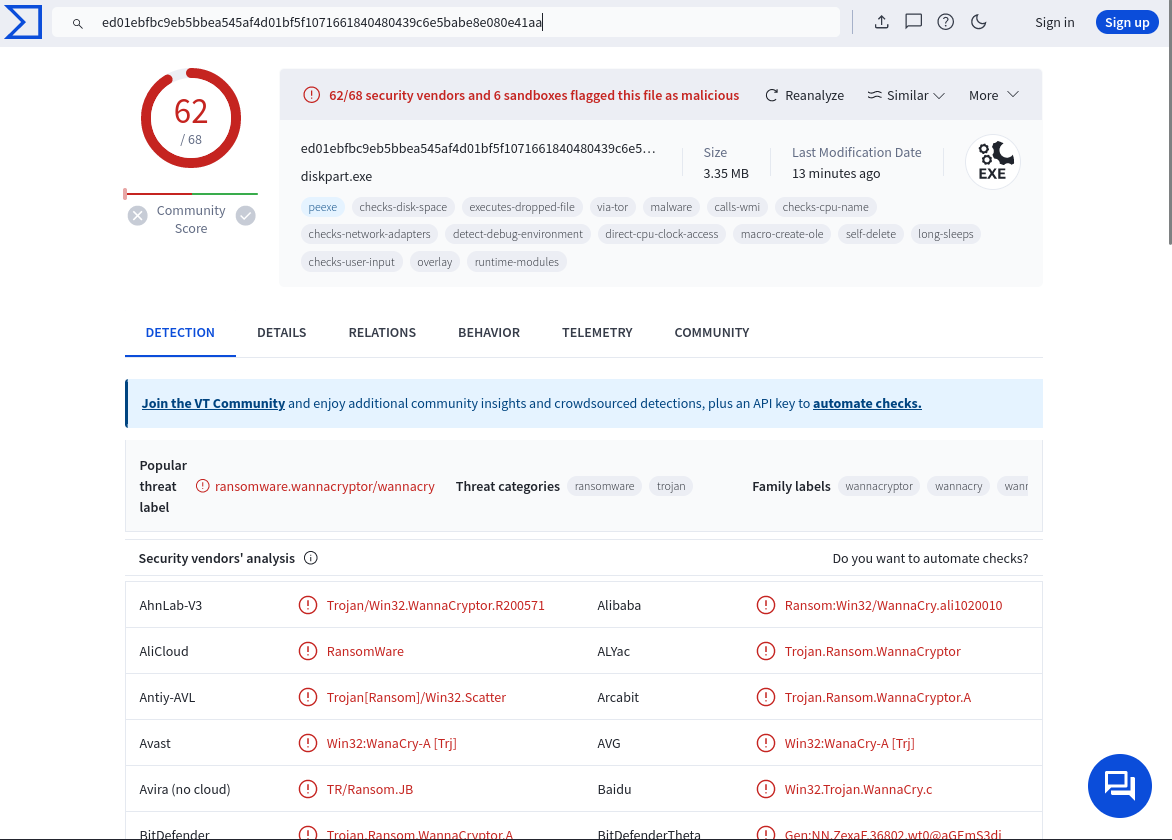 ed01ebfbc9eb5bbea545af4d01bf5f1071661840480439c6e5babe8e080e41aa
Sign in
Sign up
62
/ 68
Community
Score
62/68 security vendors and 6 sandboxes flagged this file as malicious
Reanalyze
Similar
More
ed01ebfbc9eb5bbea545af4d01bf5f1071661840480439c6e5…
diskpart.exe
Size
3.35 MB
Last Modification Date
13 minutes ago
EXE
peexe checks-disk-space executes-dropped-file via-tor malware calls-wmi checks-cpu-name
checks-network-adapters detect-debug-environment direct-cpu-clock-access macro-create-ole self-delete long-sleeps
checks-user-input overlay runtime-modules
DETECTION DETAILS RELATIONS BEHAVIOR TELEMETRY COMMUNITY
Join the VT Community and enjoy additional community insights and crowdsourced detections, plus an API key to automate checks.
Popular
threat
label
ransomware.wannacryptor/wannacry
Threat categories ransomware trojan
Family labels wannacryptor wannacry
Security vendors' analysis
Do you want to automate checks?
AhnLab-V3 Trojan/Win32.WannaCryptor.R200571 Alibaba Ransom:Win32/WannaCry.ali1020010
AliCloud RansomWare ALYac Trojan.Ransom.WannaCryptor
Antiy-AVL Trojan[Ransom]/Win32.Scatter Arcabit Trojan.Ransom.WannaCryptor.A
Avast Win32:WanaCry-A [Trj] AVG Win32:WanaCry-A [Trj]
Avira (no cloud) TR/Ransom.JB Baidu Win32.Trojan.WannaCry.c
BitDefender Trojan.Ransom.WannaCryptor.A BitDefenderTheta Gen:NN.ZexaF.36802.wt0@aGEmS3di